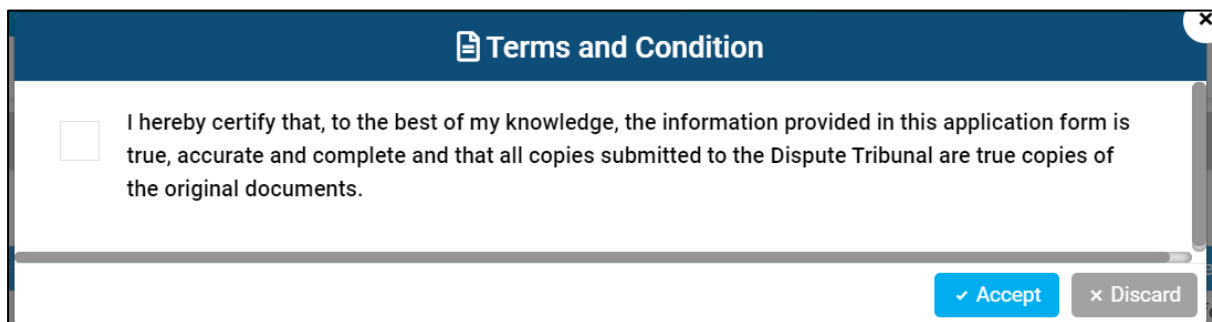 Terms and Condition
I hereby certify that, to the best of my knowledge, the information provided in this application form is
true, accurate and complete and that all copies submitted to the Dispute Tribunal are true copies of
the original documents.
Accept
Discard